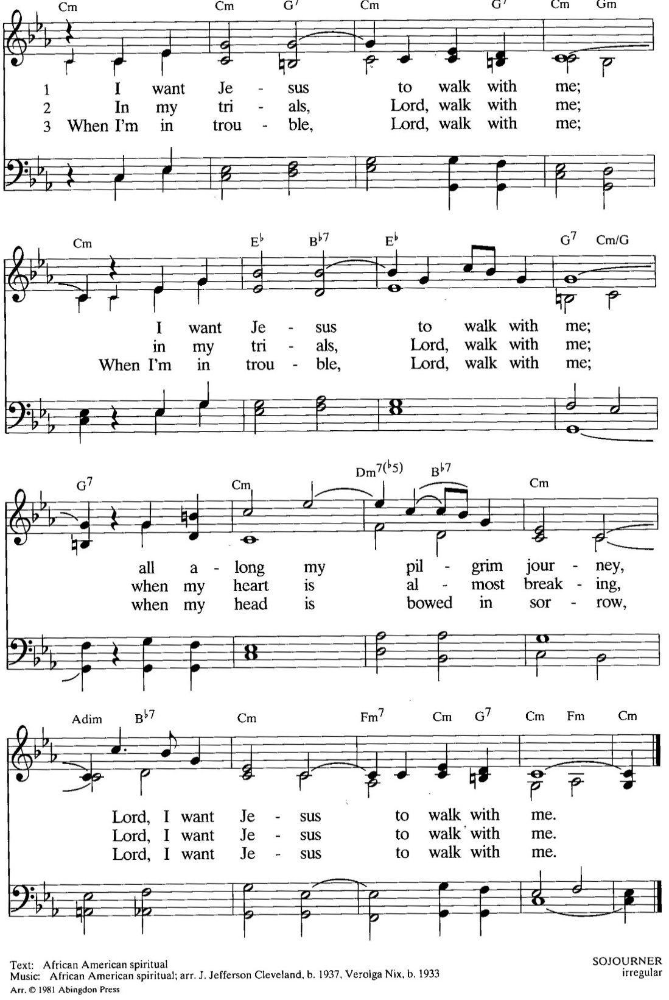 Cm Cm G7 Cm G7 Cm Gm
1 I want Je - sus to walk with me;
2 In my tri - als, Lord, walk with me;
3 When I'm in trou - ble, Lord, walk with me;
Cm E♭ B♭7 E♭ G7 Cm/G
I want Je - sus to walk with me;
in my tri - als, Lord, walk with me;
When I'm in trou - ble, Lord, walk with me;
G7 Cm Dm7(♭5) B♭7 Cm
all a - long my pil - grim jour - ney,
when my heart is al - most break - ing,
when my head is bowed in sor - row,
Adim B♭7 Cm Fm7 Cm G7 Cm Fm Cm
Lord, I want Je - sus to walk with me.
Lord, I want Je - sus to walk with me.
Lord, I want Je - sus to walk with me.
Text: African American spiritual
SOJOURNER
Music: African American spiritual; arr. J. Jefferson Cleveland, b. 1937, Verolga Nix, b. 1933
irregular
Arr. © 1981 Abingdon Press